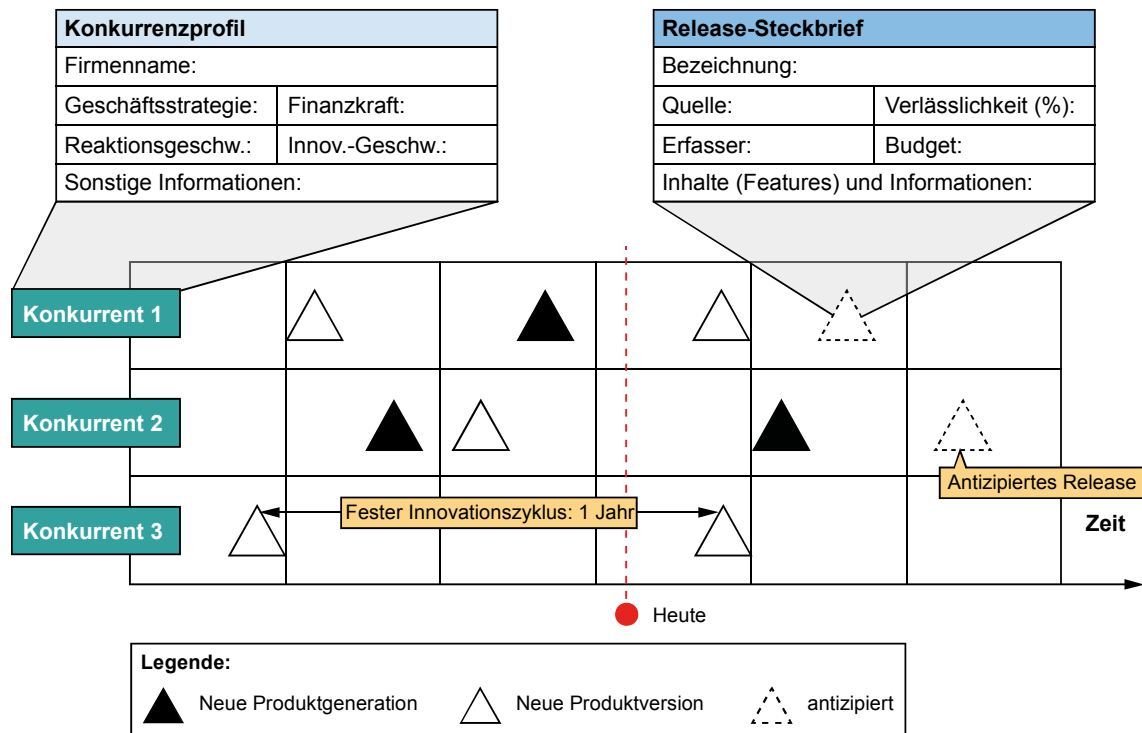 Konkurrenzprofil
Firmenname:
Geschäftsstrategie: Finanzkraft:
Reaktionsgeschw.: Innov.-Geschw.:
Sonstige Informationen:
Release-Steckbrief
Bezeichnung:
Quelle: Verlässlichkeit (%):
Erfasser: Budget:
Inhalte (Features) und Informationen:
Konkurrent 1
Konkurrent 2
Antizipiertes Release
Konkurrent 3
Fester Innovationszyklus: 1 Jahr
Zeit
Heute
Legende:
Neue Produktgeneration Neue Produktversion antizipiert